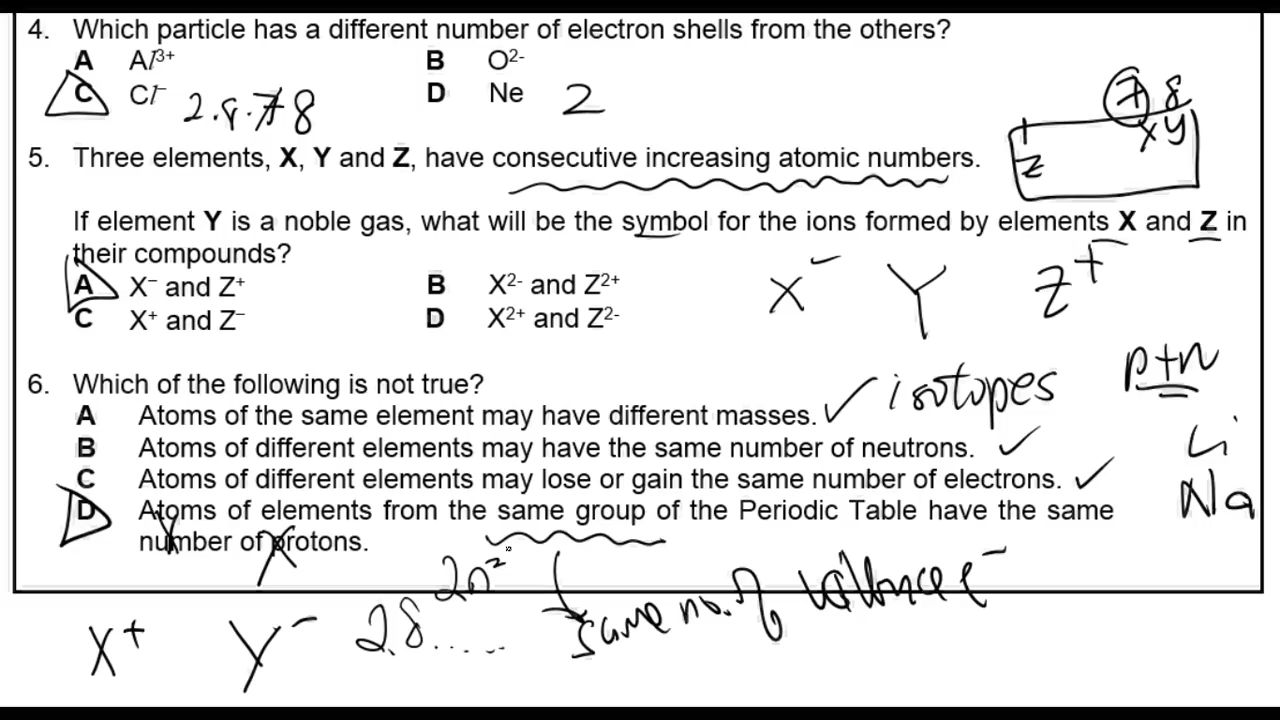 4. Which particle has a different number of electron shells from the others?
A Al³⁺ B O²⁻
C Cl⁻ 2.8.7 8 D Ne 2
7 8
X Y
Z
5. Three elements, X, Y and Z, have consecutive increasing atomic numbers.
If element Y is a noble gas, what will be the symbol for the ions formed by elements X and Z in
their compounds?
A X⁻ and Z⁺ B X²⁻ and Z²⁺
C X⁺ and Z⁻ D X²⁺ and Z²⁻
X⁻ Y Z⁺
6. Which of the following is not true?
A Atoms of the same element may have different masses. ✓ isotopes p+n
B Atoms of different elements may have the same number of neutrons. ✓ Li
C Atoms of different elements may lose or gain the same number of electrons. ✓ Na
D Atoms of elements from the same group of the Periodic Table have the same
number of protons.
Y X
2n²
X⁺ Y⁻ 2.8..... same no. of valence e⁻